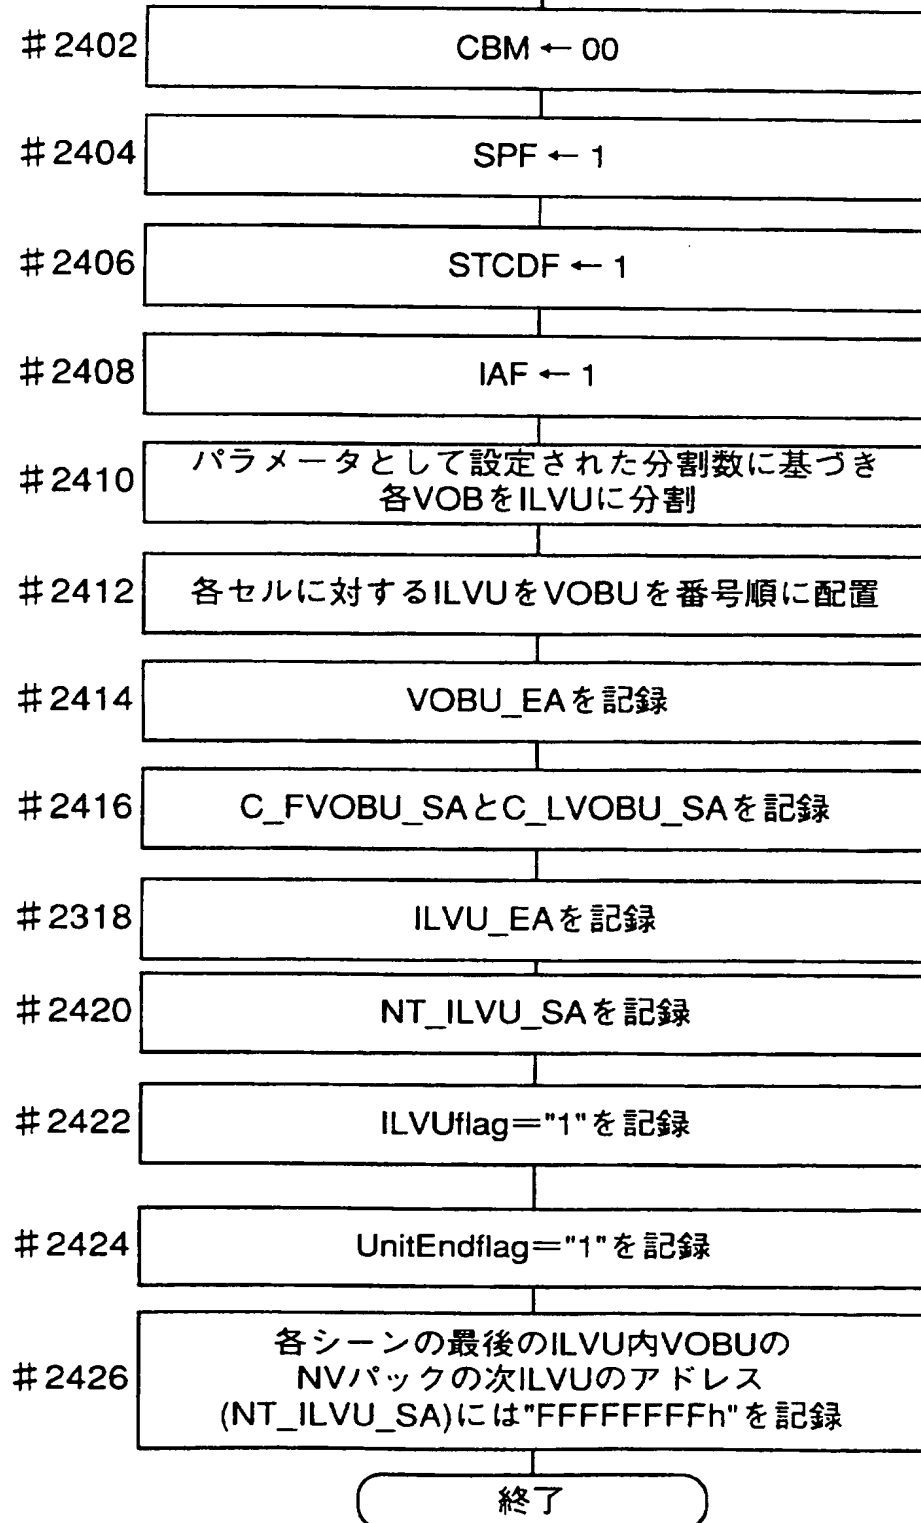 #2402 CBM ← 00
#2404 SPF ← 1
#2406 STCDF ← 1
#2408 IAF ← 1
#2410 パラメータとして設定された分割数に基づき
各VOBをILVUに分割
#2412 各セルに対するILVUをVOBUを番号順に配置
#2414 VOBU_EAを記録
#2416 C_FVOBU_SAとC_LVOBU_SAを記録
#2318 ILVU_EAを記録
#2420 NT_ILVU_SAを記録
#2422 ILVUflag="1"を記録
#2424 UnitEndflag="1"を記録
各シーンの最後のILVU内VOBUの
#2426 NVパックの次ILVUのアドレス
(NT_ILVU_SA)には"FFFFFFFFh"を記録
終了